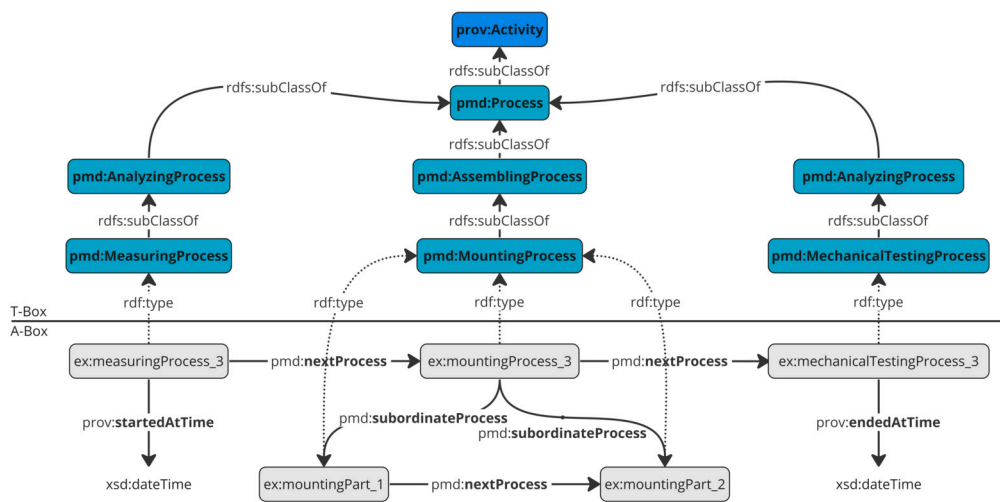 prov:Activity
rdfs:subClassOf
rdfs:subClassOf
rdfs:subClassOf
pmd:Process
rdfs:subClassOf
pmd:AnalyzingProcess
pmd:AssemblingProcess
pmd:AnalyzingProcess
rdfs:subClassOf
rdfs:subClassOf
rdfs:subClassOf
pmd:MeasuringProcess
pmd:MountingProcess
pmd:MechanicalTestingProcess
rdf:type
rdf:type
rdf:type
rdf:type
rdf:type
T-Box
A-Box
ex:measuringProcess_3
pmd:nextProcess
ex:mountingProcess_3
pmd:nextProcess
ex:mechanicalTestingProcess_3
prov:startedAtTime
pmd:subordinateProcess
pmd:subordinateProcess
prov:endedAtTime
xsd:dateTime
ex:mountingPart_1
pmd:nextProcess
ex:mountingPart_2
xsd:dateTime